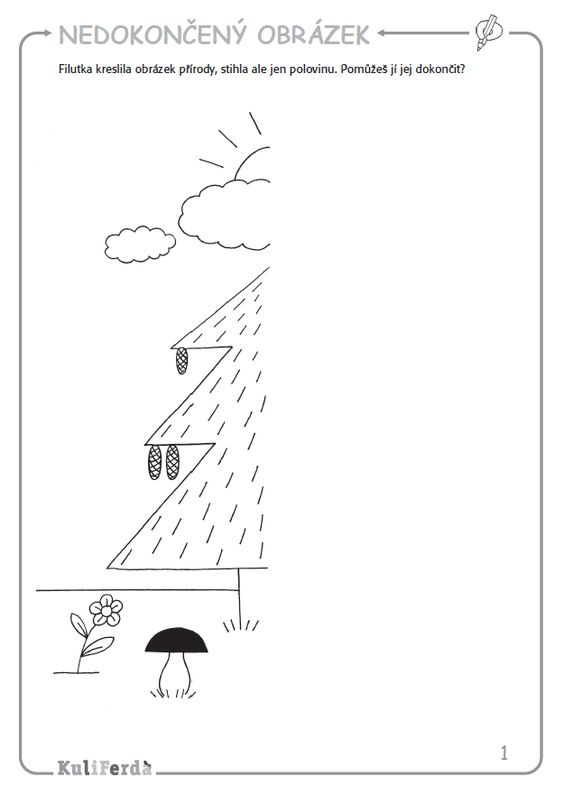 NEDOKONČENÝ OBRÁZEK
Filutka kreslila obrázek přírody, stihla ale jen polovinu. Pomůžeš jí jej dokončit?
1
KuliFerda